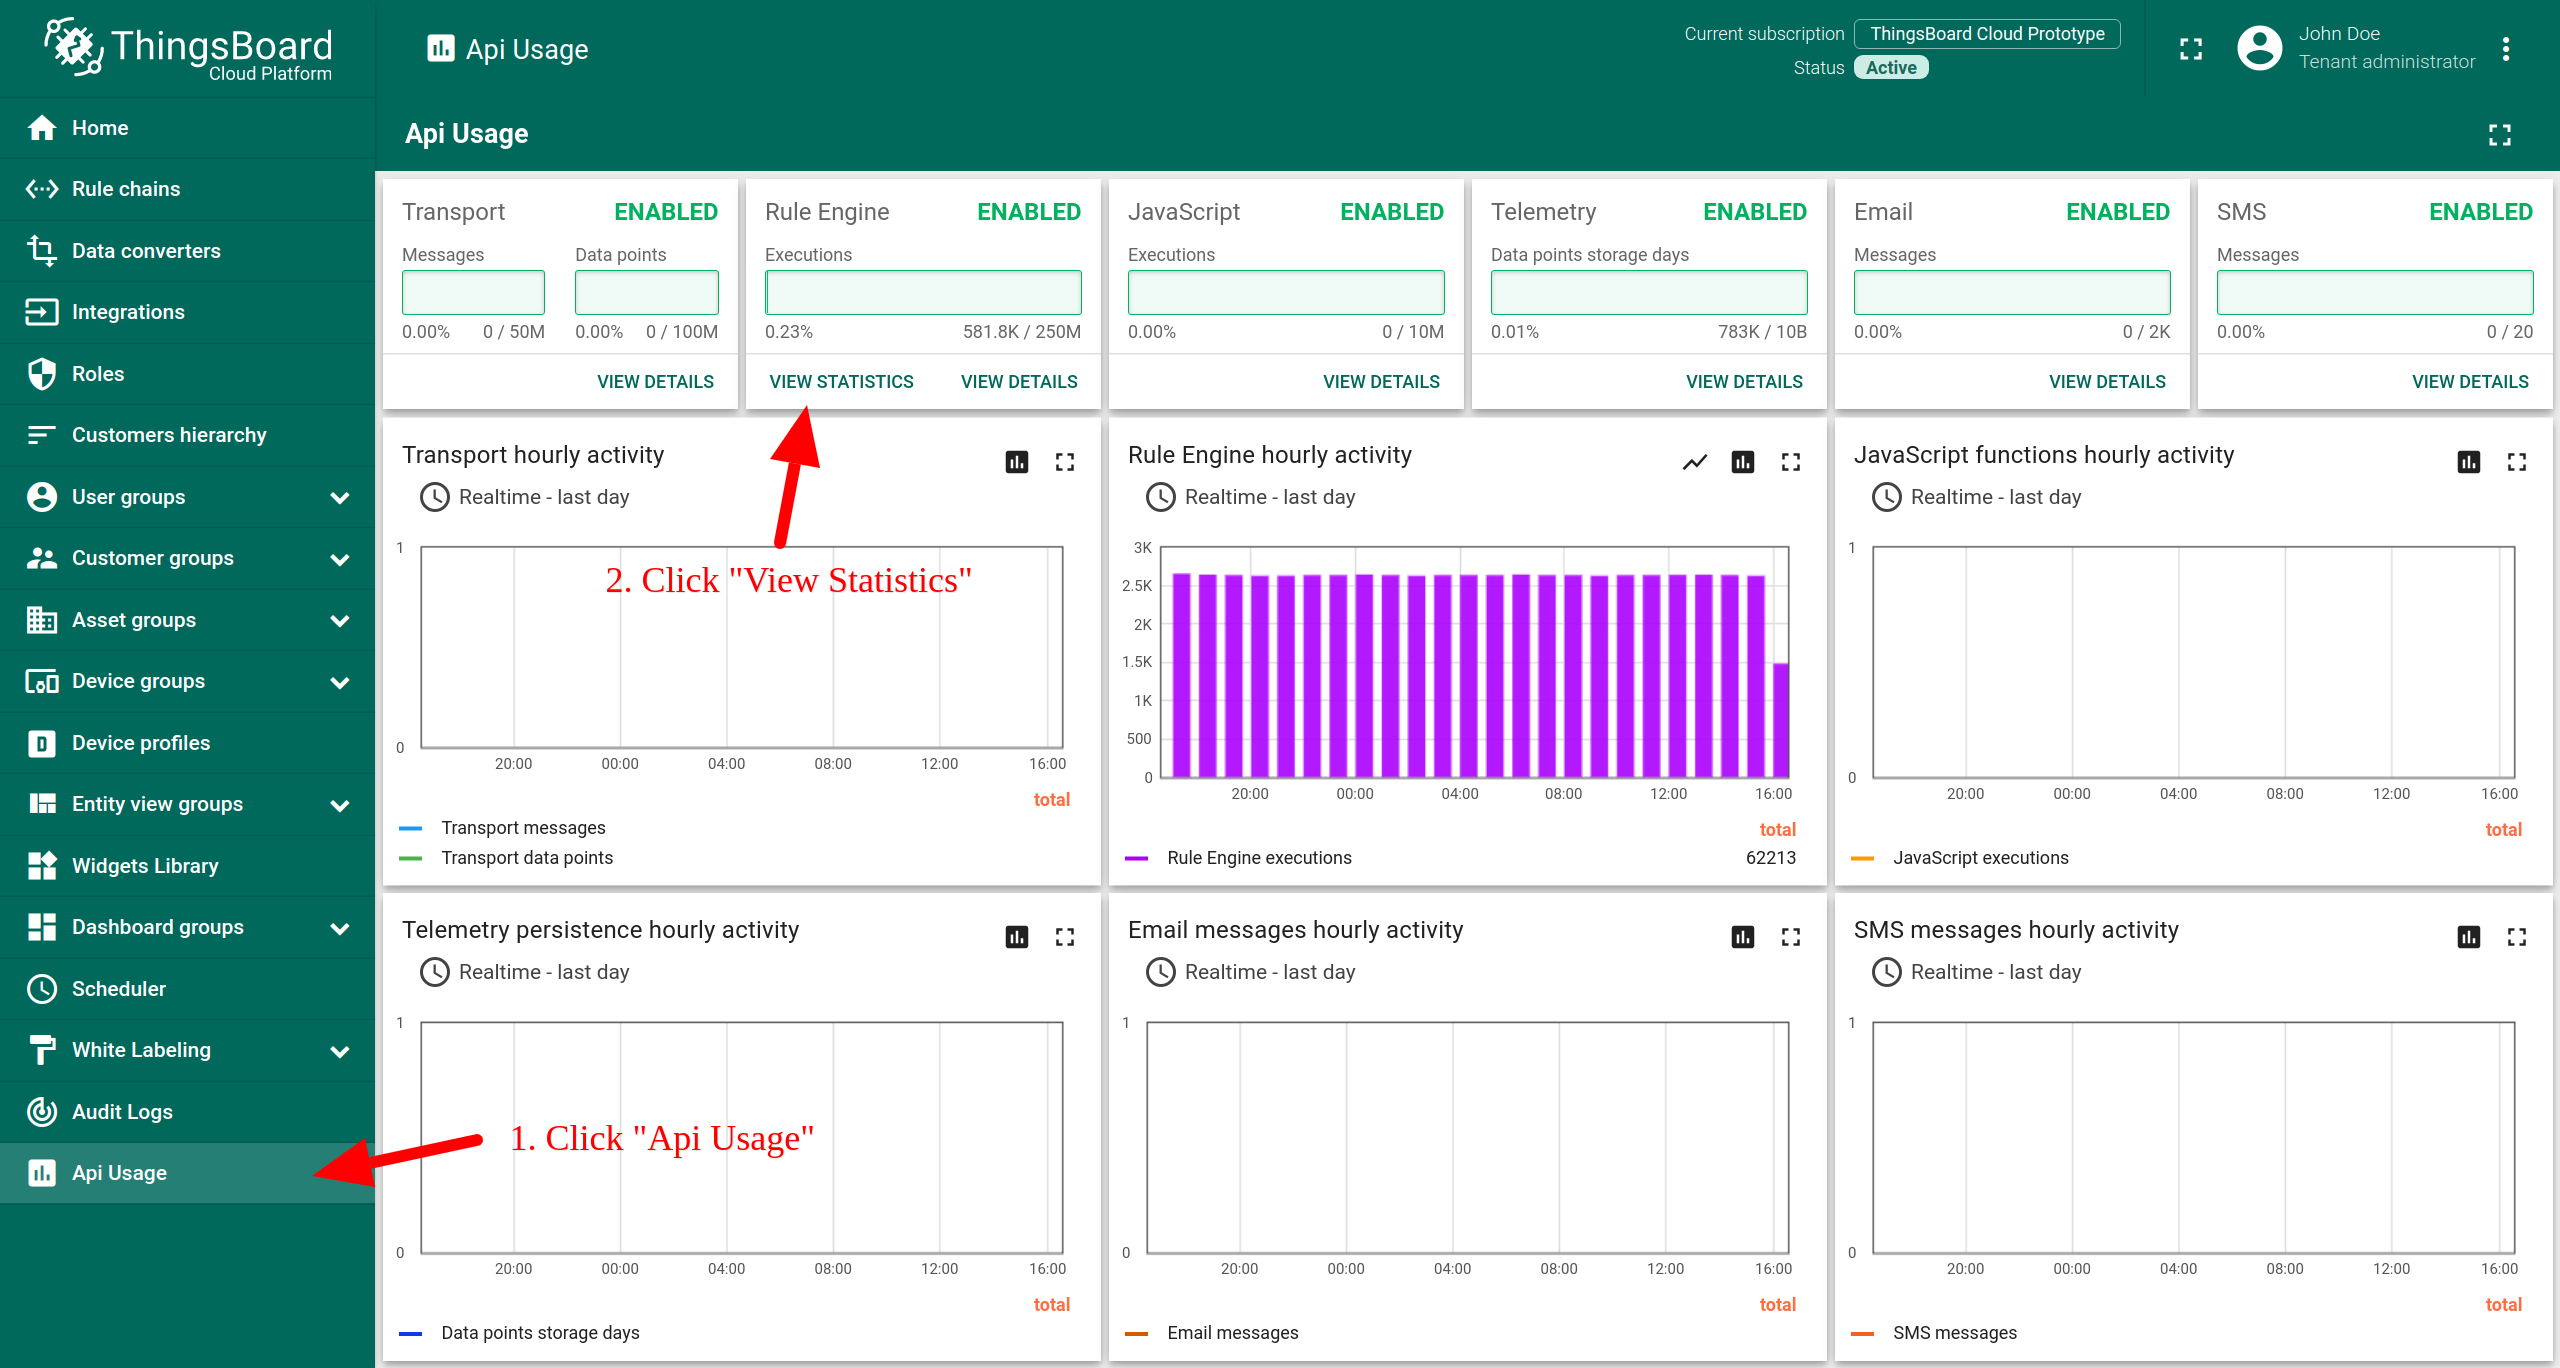 ThingsBoard
Cloud Platform
Api Usage
Current subscription ThingsBoard Cloud Prototype
Status Active
John Doe
Tenant administrator
Home
Rule chains
Data converters
Integrations
Roles
Customers hierarchy
User groups
Customer groups
Asset groups
Device groups
Device profiles
Entity view groups
Widgets Library
Dashboard groups
Scheduler
White Labeling
Audit Logs
Api Usage
Api Usage
Transport ENABLED
Messages Data points
0.00% 0 / 50M 0.00% 0 / 100M
VIEW DETAILS
Rule Engine ENABLED
Executions
0.23% 581.8K / 250M
VIEW STATISTICS VIEW DETAILS
JavaScript ENABLED
Executions
0.00% 0 / 10M
VIEW DETAILS
Telemetry ENABLED
Data points storage days
0.01% 783K / 10B
VIEW DETAILS
Email ENABLED
Messages
0.00% 0 / 2K
VIEW DETAILS
SMS ENABLED
Messages
0.00% 0 / 20
VIEW DETAILS
Transport hourly activity
Realtime - last day
1
2. Click "View Statistics"
0
20:00 00:00 04:00 08:00 12:00 16:00
total
Transport messages
Transport data points
Rule Engine hourly activity
Realtime - last day
3K
2.5K
2K
1.5K
1K
500
0
20:00 00:00 04:00 08:00 12:00 16:00
total
Rule Engine executions 62213
JavaScript functions hourly activity
Realtime - last day
1
0
20:00 00:00 04:00 08:00 12:00 16:00
total
JavaScript executions
Telemetry persistence hourly activity
Realtime - last day
1
1. Click "Api Usage"
0
20:00 00:00 04:00 08:00 12:00 16:00
total
Data points storage days
Email messages hourly activity
Realtime - last day
1
0
20:00 00:00 04:00 08:00 12:00 16:00
total
Email messages
SMS messages hourly activity
Realtime - last day
1
0
20:00 00:00 04:00 08:00 12:00 16:00
total
SMS messages